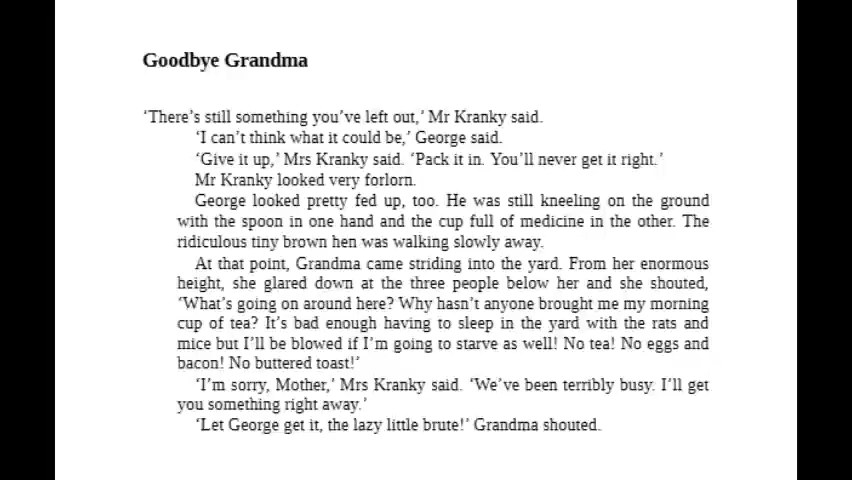 Goodbye Grandma
‘There’s still something you’ve left out,’ Mr Kranky said.
‘I can’t think what it could be,’ George said.
‘Give it up,’ Mrs Kranky said. ‘Pack it in. You’ll never get it right.’
Mr Kranky looked very forlorn.
George looked pretty fed up, too. He was still kneeling on the ground
with the spoon in one hand and the cup full of medicine in the other. The
ridiculous tiny brown hen was walking slowly away.
At that point, Grandma came striding into the yard. From her enormous
height, she glared down at the three people below her and she shouted,
‘What’s going on around here? Why hasn’t anyone brought me my morning
cup of tea? It’s bad enough having to sleep in the yard with the rats and
mice but I’ll be blowed if I’m going to starve as well! No tea! No eggs and
bacon! No buttered toast!’
‘I’m sorry, Mother,’ Mrs Kranky said. ‘We’ve been terribly busy. I’ll get
you something right away.’
‘Let George get it, the lazy little brute!’ Grandma shouted.